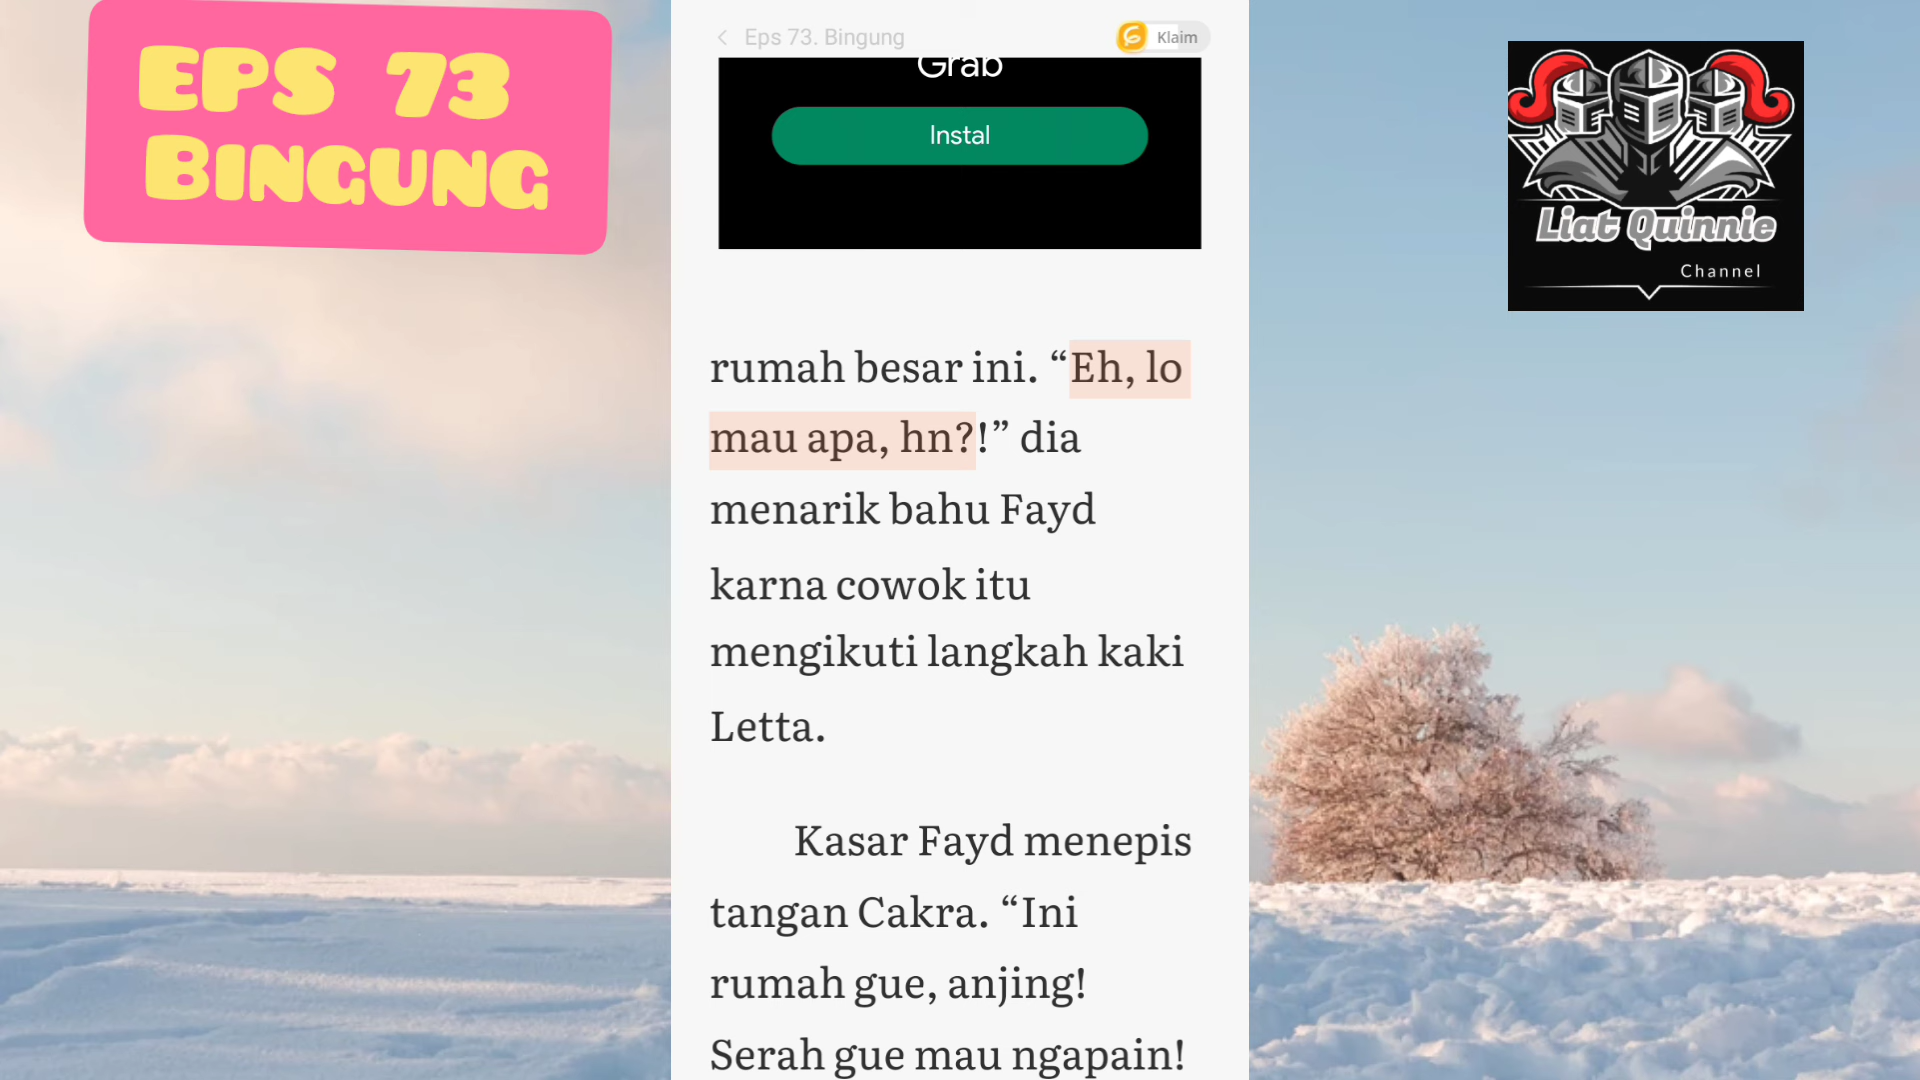 EPS 73
BINGUNG
Eps 73. Bingung
Klaim
Grab
Instal
rumah besar ini. “Eh, lo
mau apa, hn?!” dia
menarik bahu Fayd
karna cowok itu
mengikuti langkah kaki
Letta.
Kasar Fayd menepis
tangan Cakra. “Ini
rumah gue, anjing!
Serah gue mau ngapain!
Liat Quinnie
Channel